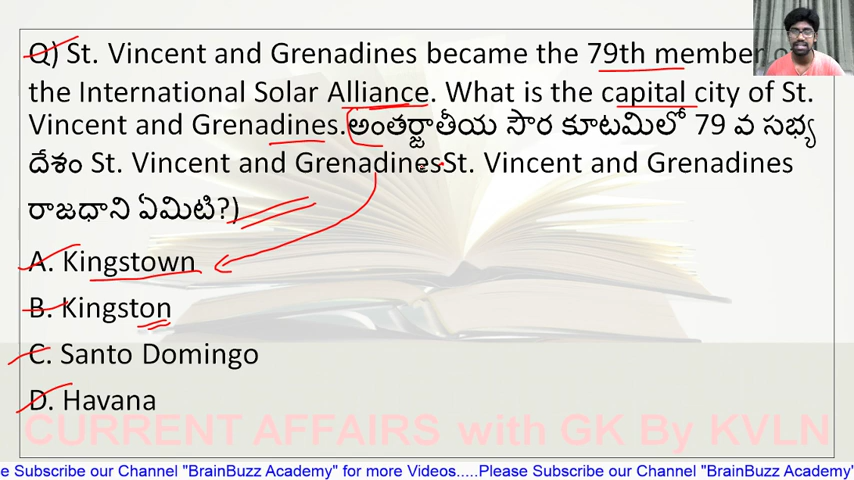 Q) St. Vincent and Grenadines became the 79th member
the International Solar Alliance. What is the capital city of St.
Vincent and Grenadines.అంతర్జాతీయ సౌర కూటమిలో 79 వ సభ్య
దేశం St. Vincent and GrenadinesSt. Vincent and Grenadines
రాజధాని ఏమిటి?)
A. Kingstown
B. Kingston
C. Santo Domingo
D. Havana
CURRENT AFFAIRS with GK By KVLN
e Subscribe our Channel "BrainBuzz Academy" for more Videos.....Please Subscribe our Channel "BrainBuzz Academy"